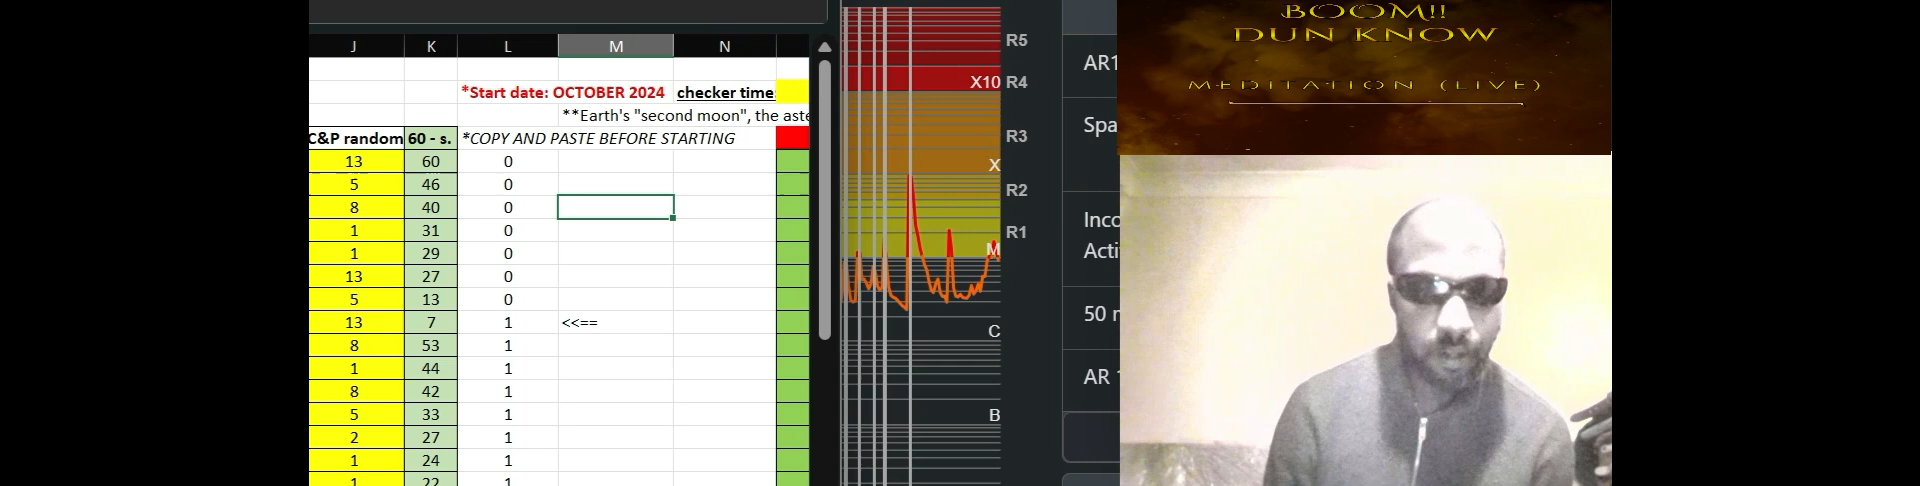 J K L M N
*Start date: OCTOBER 2024 checker time:
**Earth's "second moon", the aste
C&P random 60 - s. *COPY AND PASTE BEFORE STARTING
13 60 0
5 46 0
8 40 0
1 31 0
1 29 0
13 27 0
5 13 0
13 7 1 <<==
8 53 1
1 44 1
8 42 1
5 33 1
2 27 1
1 24 1
1 22 1
R5
X10 R4
R3
X
R2
R1
M
C
B
AR1
Spa
Inco
Acti
50 r
AR 1
BOOM!!
DUN KNOW
MEDITATION (LIVE)